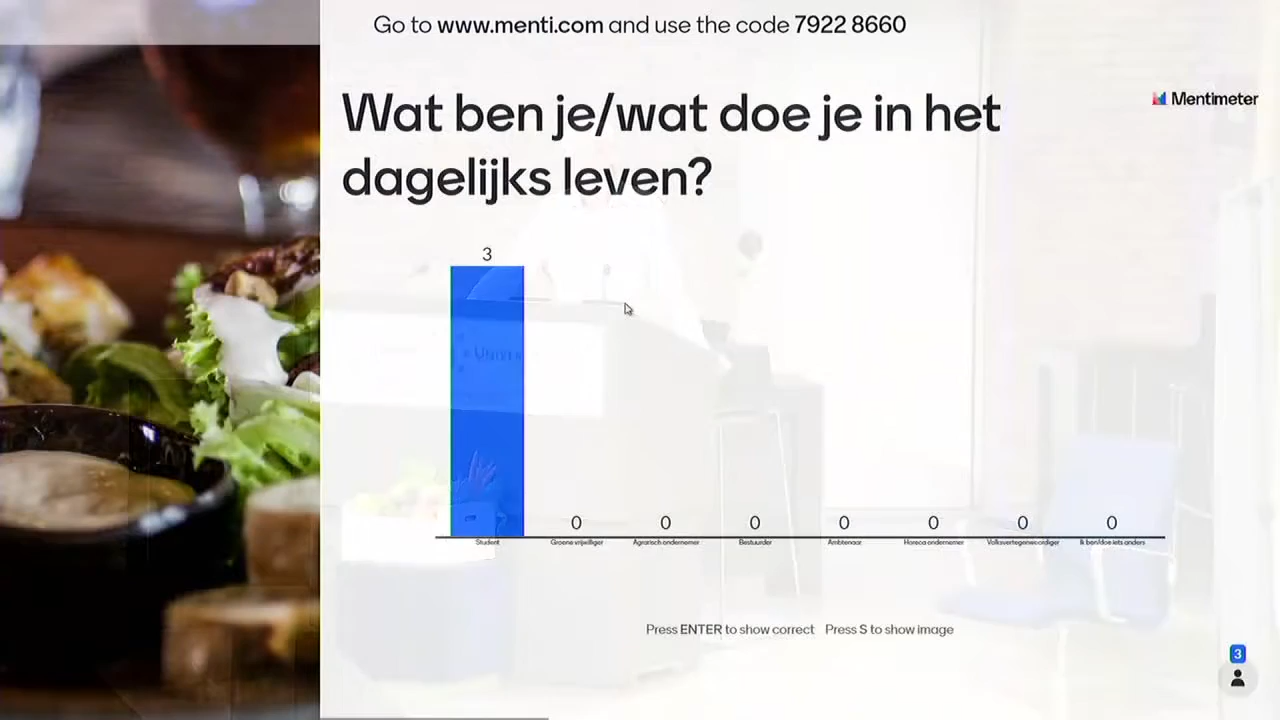 Go to www.menti.com and use the code 7922 8660
Mentimeter
Wat ben je/wat doe je in het
dagelijks leven?
3
0
0
0
0
0
0
0
Student
Groene vrijwilliger
Agrarisch ondernemer
Bestuurder
Ambtenaar
Horeca ondernemer
Volksvertegenwoordiger
Ik ben/doe iets anders
Press ENTER to show correct Press S to show image
3